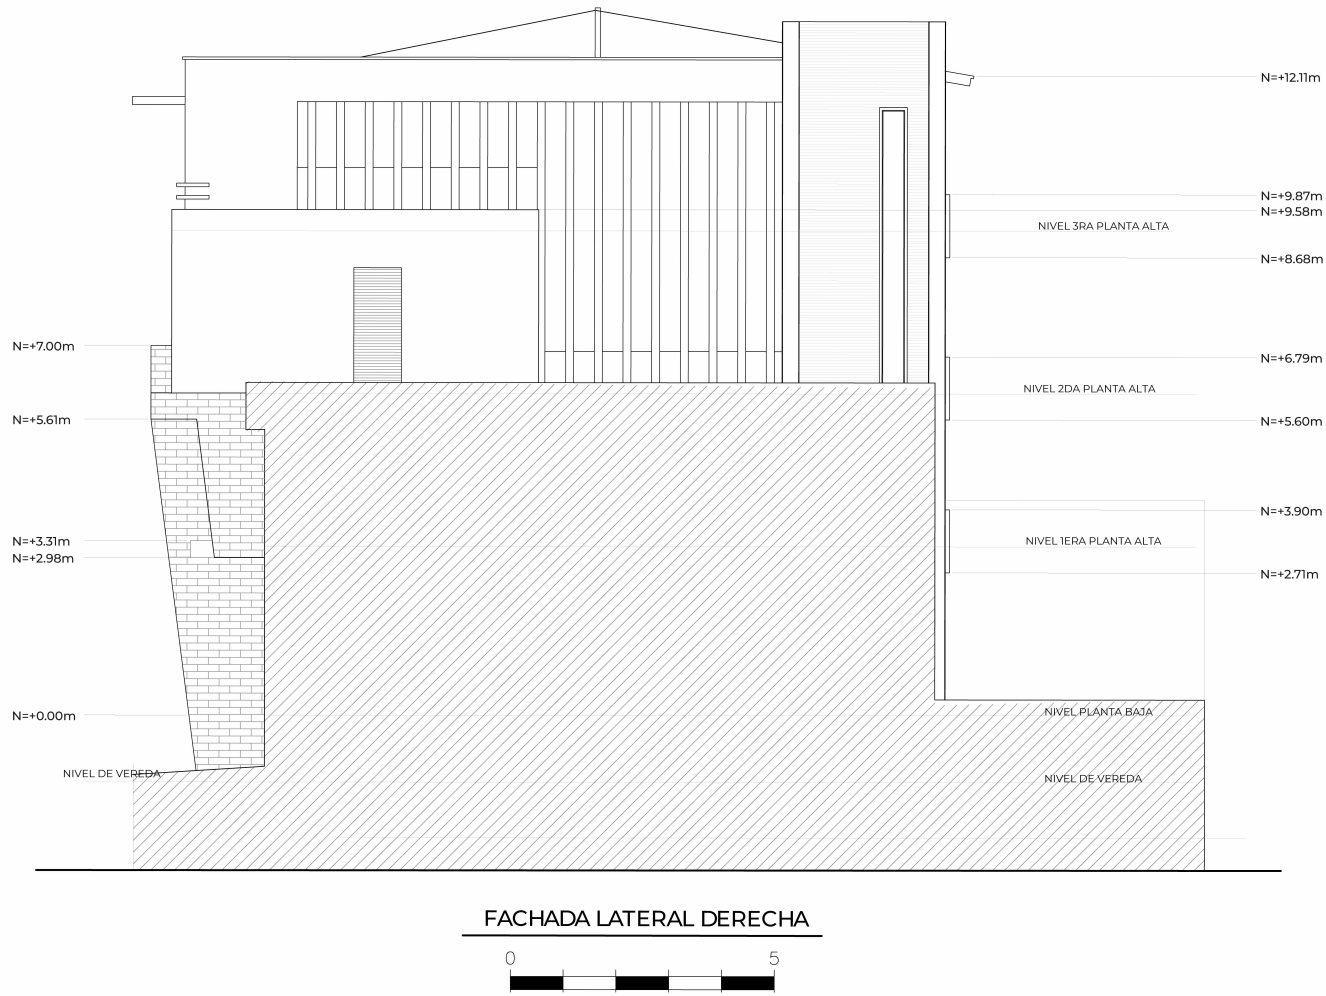 N=+12.11m
N=+9.87m
N=+9.58m
NIVEL 3RA PLANTA ALTA
N=+8.68m
N=+7.00m
N=+6.79m
NIVEL 2DA PLANTA ALTA
N=+5.61m
N=+5.60m
N=+3.90m
N=+3.31m
NIVEL 1ERA PLANTA ALTA
N=+2.98m
N=+2.71m
N=+0.00m
NIVEL PLANTA BAJA
NIVEL DE VEREDA
NIVEL DE VEREDA
FACHADA LATERAL DERECHA
0 5